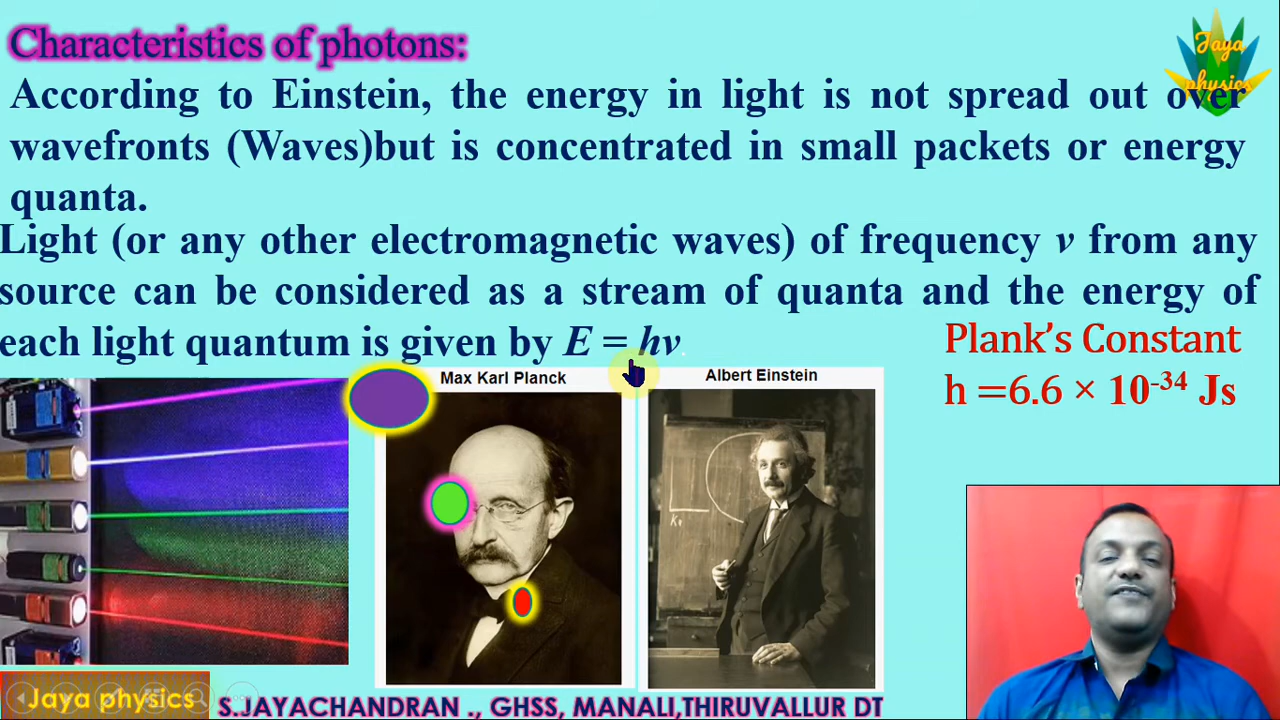 Characteristics of photons:
Jaya
physics
According to Einstein, the energy in light is not spread out over
wavefronts (Waves)but is concentrated in small packets or energy
quanta.
Light (or any other electromagnetic waves) of frequency v from any
source can be considered as a stream of quanta and the energy of
each light quantum is given by E = hv
Plank’s Constant
h =6.6 × 10⁻³⁴ Js
Max Karl Planck
Albert Einstein
Jaya physics
S.JAYACHANDRAN ., GHSS, MANALI,THIRUVALLUR DT